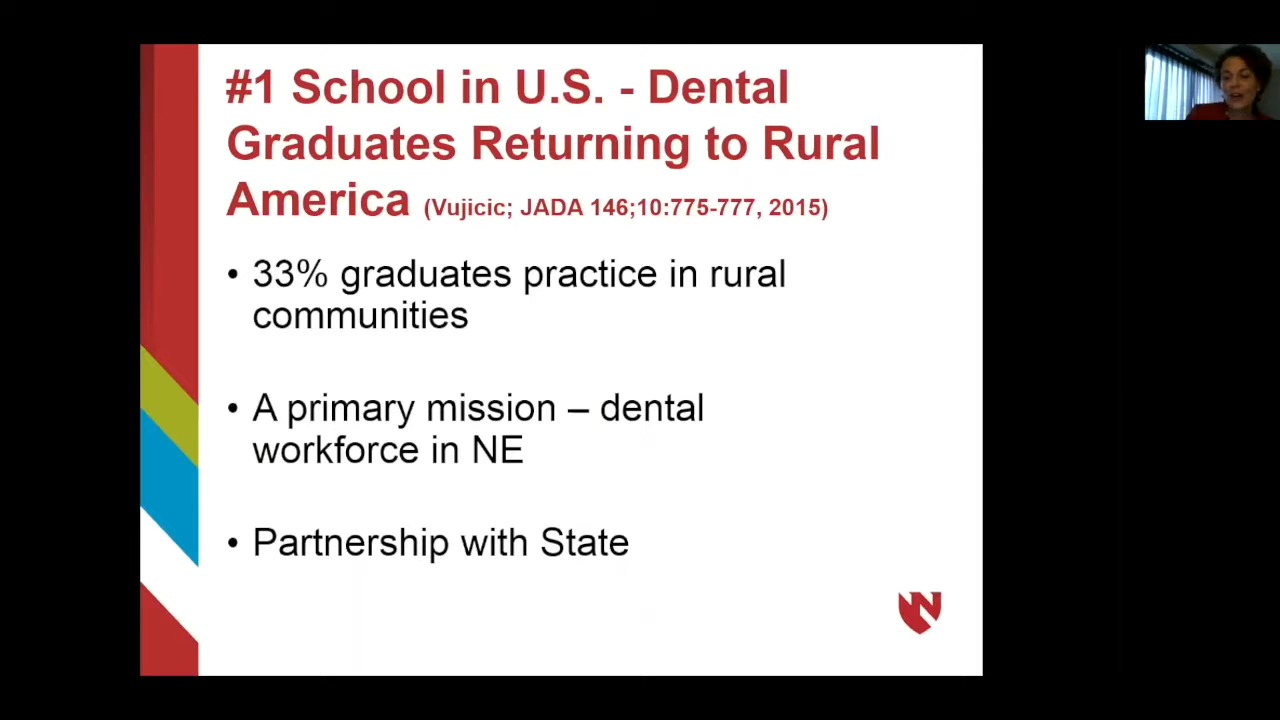 #1 School in U.S. - Dental
Graduates Returning to Rural
America (Vujicic; JADA 146;10:775-777, 2015)
• 33% graduates practice in rural
communities
• A primary mission – dental
workforce in NE
• Partnership with State